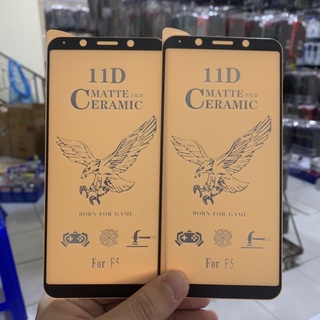 11D
MATTE FILM
CERAMIC
BORN FOR GAME
For F5
11D
MATTE FILM
CERAMIC
BORN FOR GAME
For F5